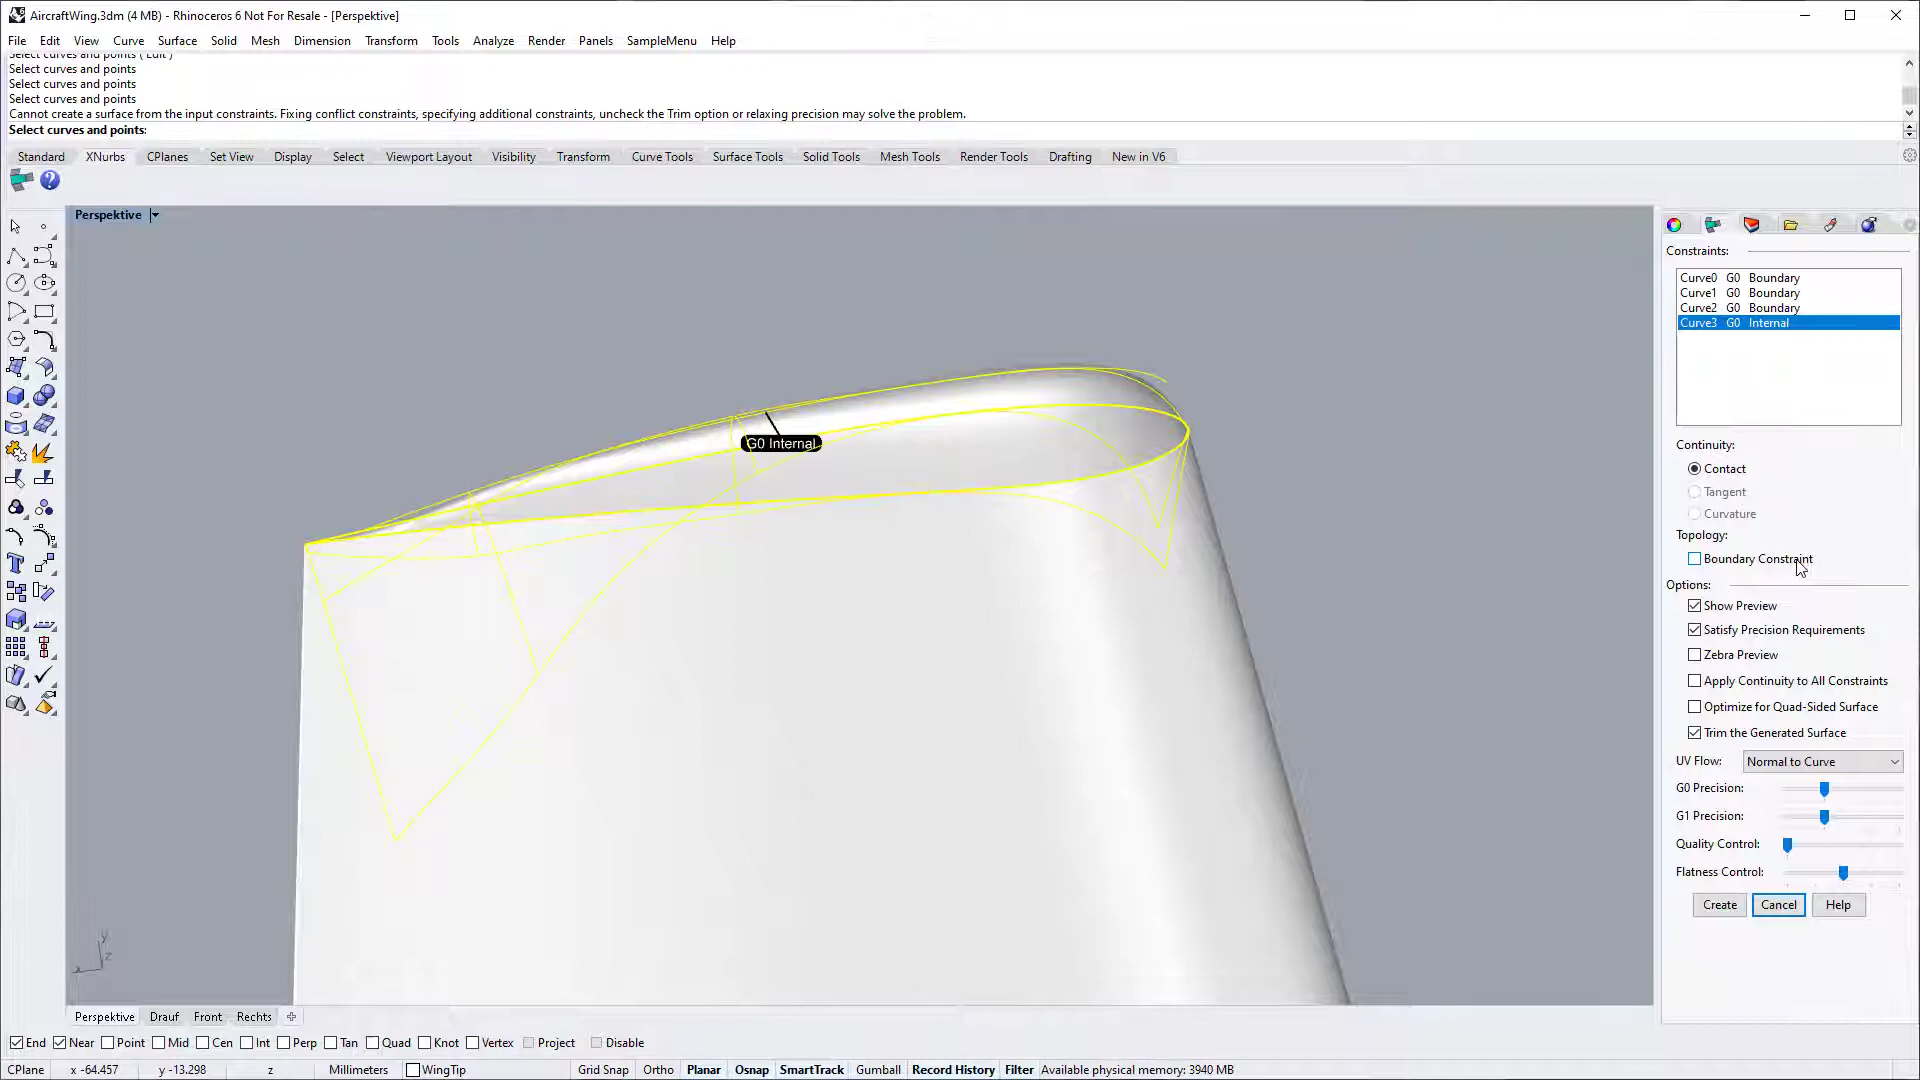 AircraftWing.3dm (4 MB) - Rhinoceros 6 Not For Resale - [Perspektive]
File Edit View Curve Surface Solid Mesh Dimension Transform Tools Analyze Render Panels SampleMenu Help
Select curves and points ( Edit )
Select curves and points
Select curves and points
Select curves and points
Cannot create a surface from the input constraints. Fixing conflict constraints, specifying additional constraints, uncheck the Trim option or relaxing precision may solve the problem.
Select curves and points:
Standard XNurbs CPlanes Set View Display Select Viewport Layout Visibility Transform Curve Tools Surface Tools Solid Tools Mesh Tools Render Tools Drafting New in V6
Perspektive
G0 Internal
y
z
x
Constraints:
Curve0 G0 Boundary
Curve1 G0 Boundary
Curve2 G0 Boundary
Curve3 G0 Internal
Continuity:
Contact
Tangent
Curvature
Topology:
Boundary Constraint
Options:
Show Preview
Satisfy Precision Requirements
Zebra Preview
Apply Continuity to All Constraints
Optimize for Quad-Sided Surface
Trim the Generated Surface
UV Flow: Normal to Curve
G0 Precision:
G1 Precision:
Quality Control:
Flatness Control:
Create Cancel Help
Perspektive Drauf Front Rechts
End Near Point Mid Cen Int Perp Tan Quad Knot Vertex Project Disable
CPlane x -64.457 y -13.298 z Millimeters WingTip Grid Snap Ortho Planar Osnap SmartTrack Gumball Record History Filter Available physical memory: 3940 MB